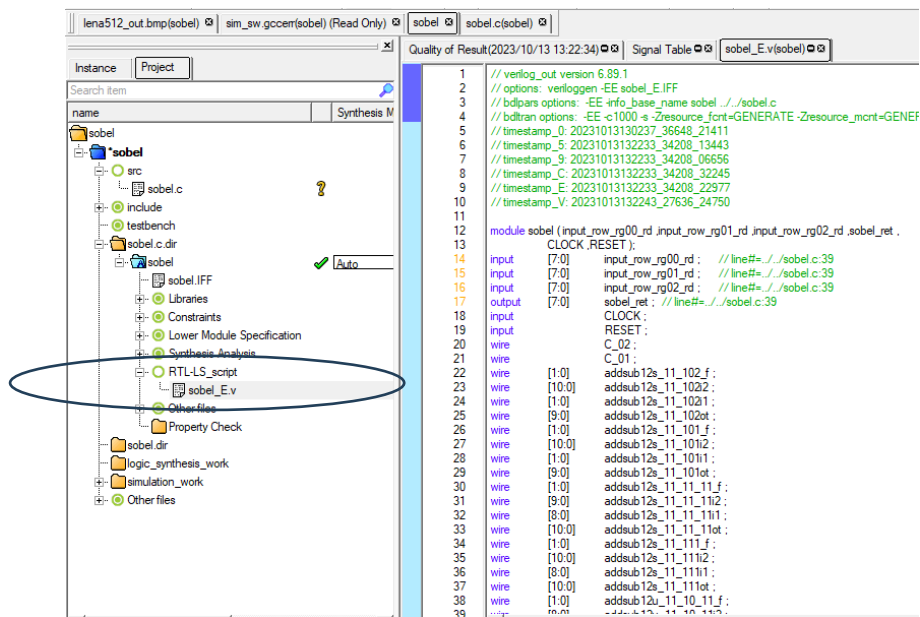 lena512_out.bmp(sobel) sim_sw.gccerr(sobel) (Read Only) sobel sobel.c(sobel)
Instance Project
Search item
name Synthesis M
sobel
*sobel
src
sobel.c
include
testbench
sobel.c.dir
sobel Auto
sobel.IFF
Libraries
Constraints
Lower Module Specification
Synthesis Analysis
RTL-LS_script
sobel_E.v
Other files
Property Check
sobel.dir
logic_synthesis_work
simulation_work
Other files
Quality of Result(2023/10/13 13:22:34) Signal Table sobel_E.v(sobel)
1 // verilog_out version 6.89.1
2 // options: veriloggen -EE sobel_E.IFF
3 // bdlpars options: -EE -info_base_name sobel ../../sobel.c
4 // bdltran options: -EE -c1000 -s -Zresource_fcnt=GENERATE -Zresource_mcnt=GENER
5 // timestamp_0: 20231013130237_36648_21411
6 // timestamp_5: 20231013132233_34208_13443
7 // timestamp_9: 20231013132233_34208_06656
8 // timestamp_C: 20231013132233_34208_32245
9 // timestamp_E: 20231013132233_34208_22977
10 // timestamp_V: 20231013132243_27636_24750
11
12 module sobel ( input_row_rg00_rd ,input_row_rg01_rd ,input_row_rg02_rd ,sobel_ret ,
13 CLOCK ,RESET );
14 input [7:0] input_row_rg00_rd ; // line#=../../sobel.c:39
15 input [7:0] input_row_rg01_rd ; // line#=../../sobel.c:39
16 input [7:0] input_row_rg02_rd ; // line#=../../sobel.c:39
17 output [7:0] sobel_ret ; // line#=../../sobel.c:39
18 input CLOCK ;
19 input RESET ;
20 wire C_02 ;
21 wire C_01 ;
22 wire [1:0] addsub12s_11_102_f ;
23 wire [10:0] addsub12s_11_102i2 ;
24 wire [1:0] addsub12s_11_102i1 ;
25 wire [9:0] addsub12s_11_102ot ;
26 wire [1:0] addsub12s_11_101_f ;
27 wire [10:0] addsub12s_11_101i2 ;
28 wire [1:0] addsub12s_11_101i1 ;
29 wire [9:0] addsub12s_11_101ot ;
30 wire [1:0] addsub12s_11_11_11_f ;
31 wire [9:0] addsub12s_11_11_11i2 ;
32 wire [8:0] addsub12s_11_11_11i1 ;
33 wire [10:0] addsub12s_11_11_11ot ;
34 wire [1:0] addsub12s_11_111_f ;
35 wire [10:0] addsub12s_11_111i2 ;
36 wire [8:0] addsub12s_11_111i1 ;
37 wire [10:0] addsub12s_11_111ot ;
38 wire [1:0] addsub12u_11_10_11_f ;
39